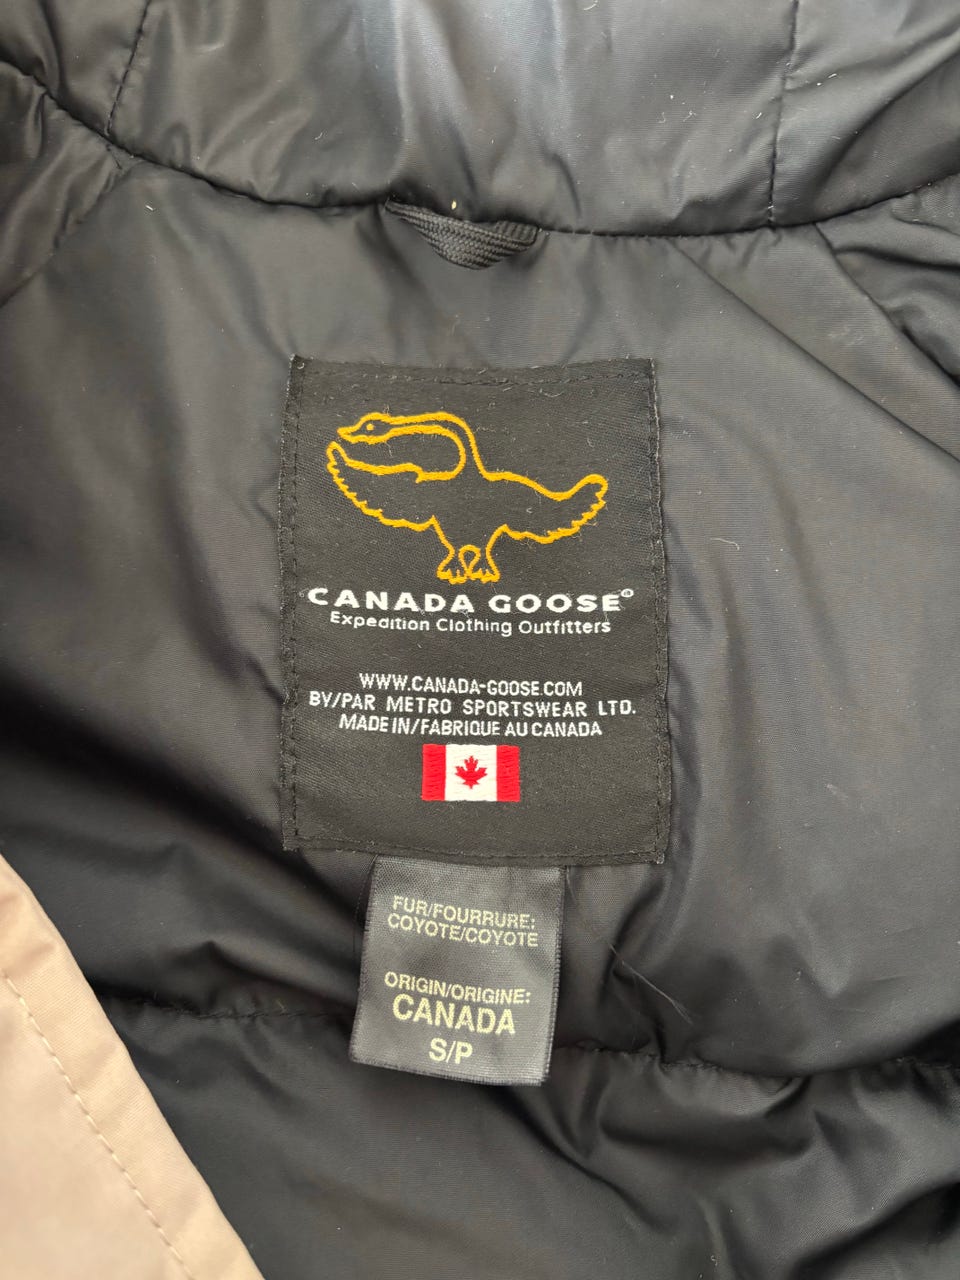 CANADA GOOSE®
Expedition Clothing Outfitters
WWW.CANADA-GOOSE.COM
BY/PAR METRO SPORTSWEAR LTD.
MADE IN/FABRIQUE AU CANADA
FUR/FOURRURE:
COYOTE/COYOTE
ORIGIN/ORIGINE:
CANADA
S/P